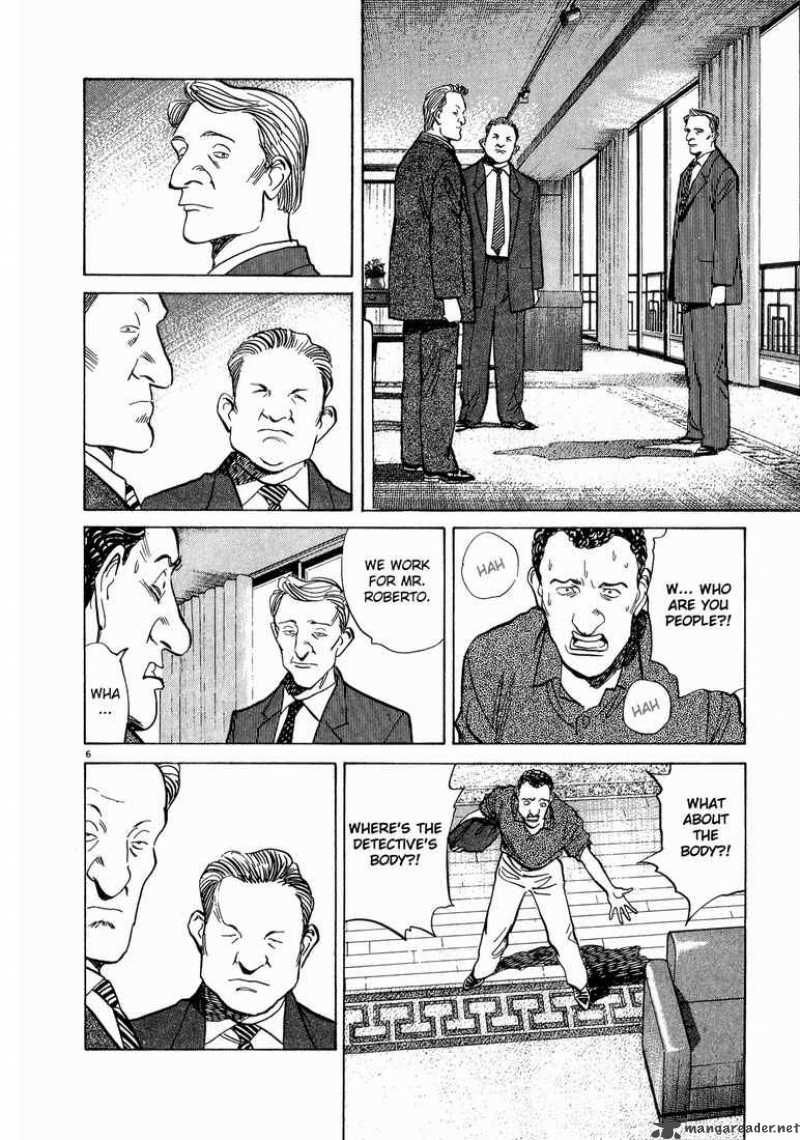 HAH
W... WHO
ARE YOU
PEOPLE?!
HAH
WE WORK
FOR MR.
ROBERTO.
WHA
...
6
WHAT
ABOUT
THE
BODY?!
WHERE'S THE
DETECTIVE'S
BODY?!
mangareader.net